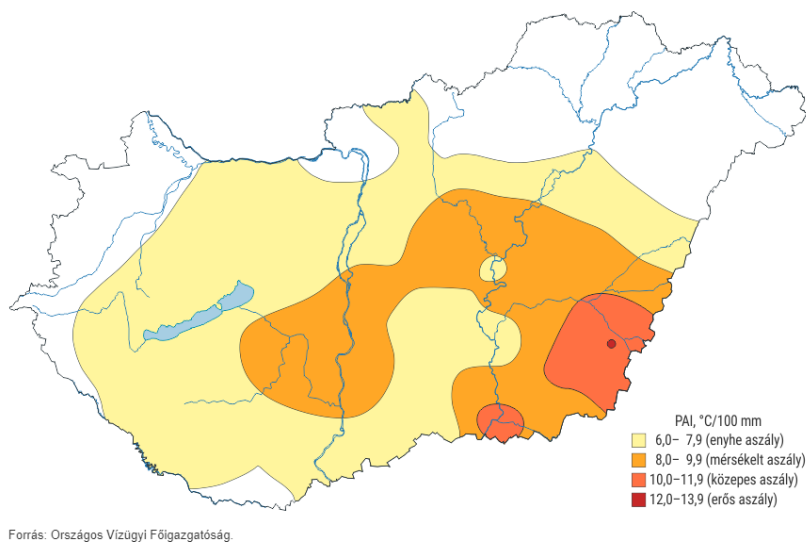 PAI, °C/100 mm
6,0– 7,9 (enyhe aszály)
8,0– 9,9 (mérsékelt aszály)
10,0–11,9 (közepes aszály)
12,0–13,9 (erős aszály)
Forrás: Országos Vízügyi Főigazgatóság.